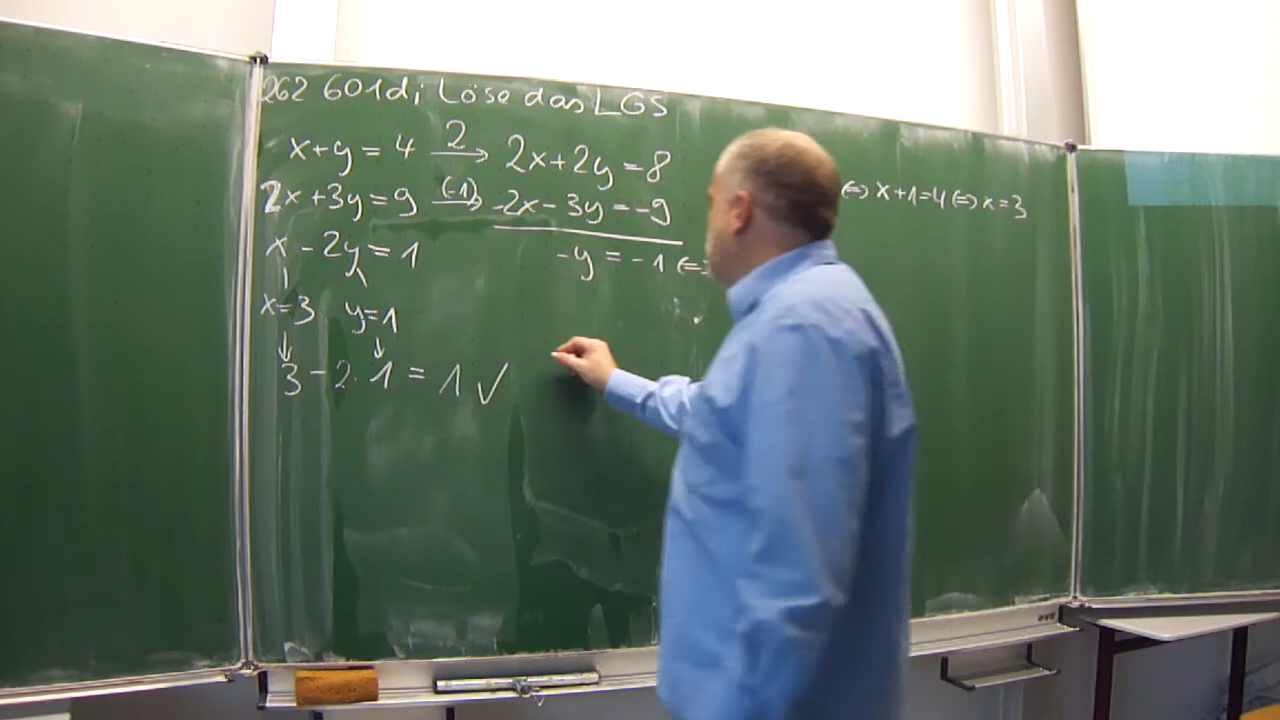 262 601d; Löse das LGS
x+y=4 2→ 2x+2y=8
2x+3y=9 (-1)→ -2x-3y=-9
⇔ x+1=4 ⇔ x=3
x-2y=1 -y=-1 ⇔
x=3 y=1
↓ ↓
3-2·1=1 ✓